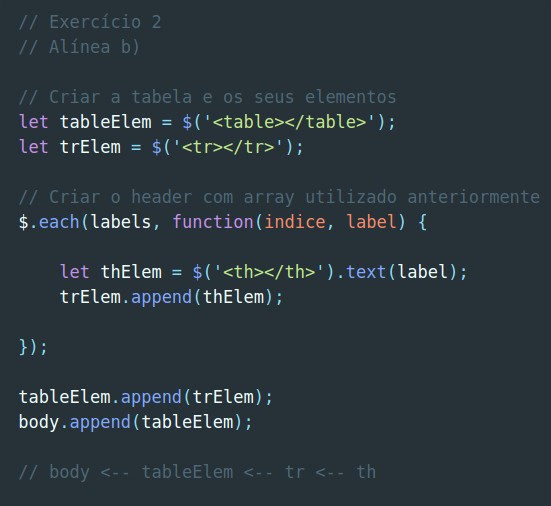 // Exercício 2
// Alínea b)
// Criar a tabela e os seus elementos
let tableElem = $('<table></table>');
let trElem = $('<tr></tr>');
// Criar o header com array utilizado anteriormente
$.each(labels, function(indice, label) {
let thElem = $('<th></th>').text(label);
trElem.append(thElem);
});
tableElem.append(trElem);
body.append(tableElem);
// body <-- tableElem <-- tr <-- th